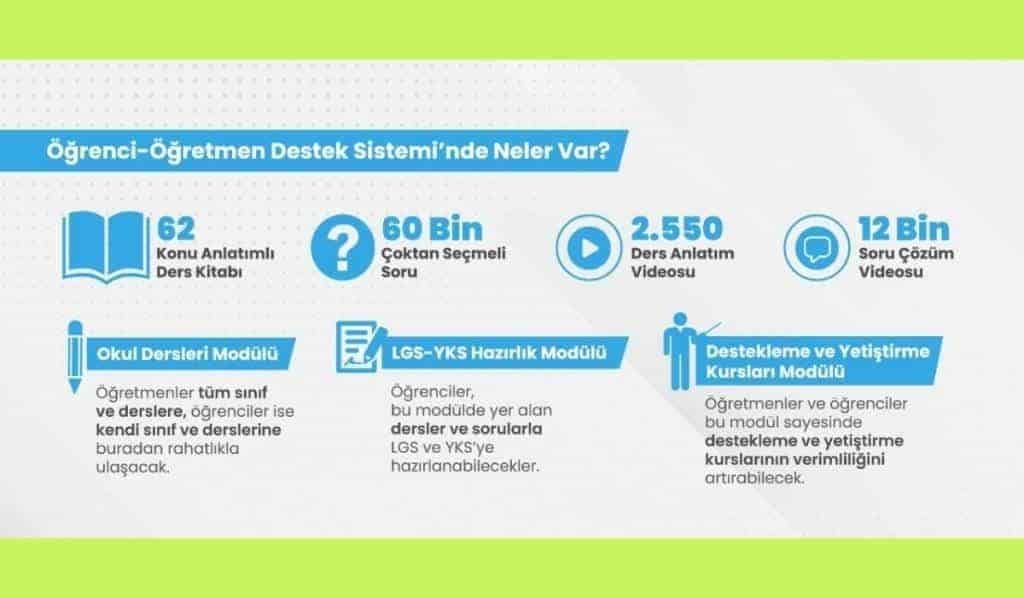 Öğrenci-Öğretmen Destek Sistemi’nde Neler Var?
62
Konu Anlatımlı
Ders Kitabı
60 Bin
Çoktan Seçmeli
Soru
2.550
Ders Anlatım
Videosu
12 Bin
Soru Çözüm
Videosu
Okul Dersleri Modülü
Öğretmenler tüm sınıf
ve derslere, öğrenciler ise
kendi sınıf ve derslerine
buradan rahatlıkla
ulaşacak.
LGS-YKS Hazırlık Modülü
Öğrenciler,
bu modülde yer alan
dersler ve sorularla
LGS ve YKS’ye
hazırlanabilecekler.
Destekleme ve Yetiştirme
Kursları Modülü
Öğretmenler ve öğrenciler
bu modül sayesinde
destekleme ve yetiştirme
kurslarının verimliliğini
artırabilecek.